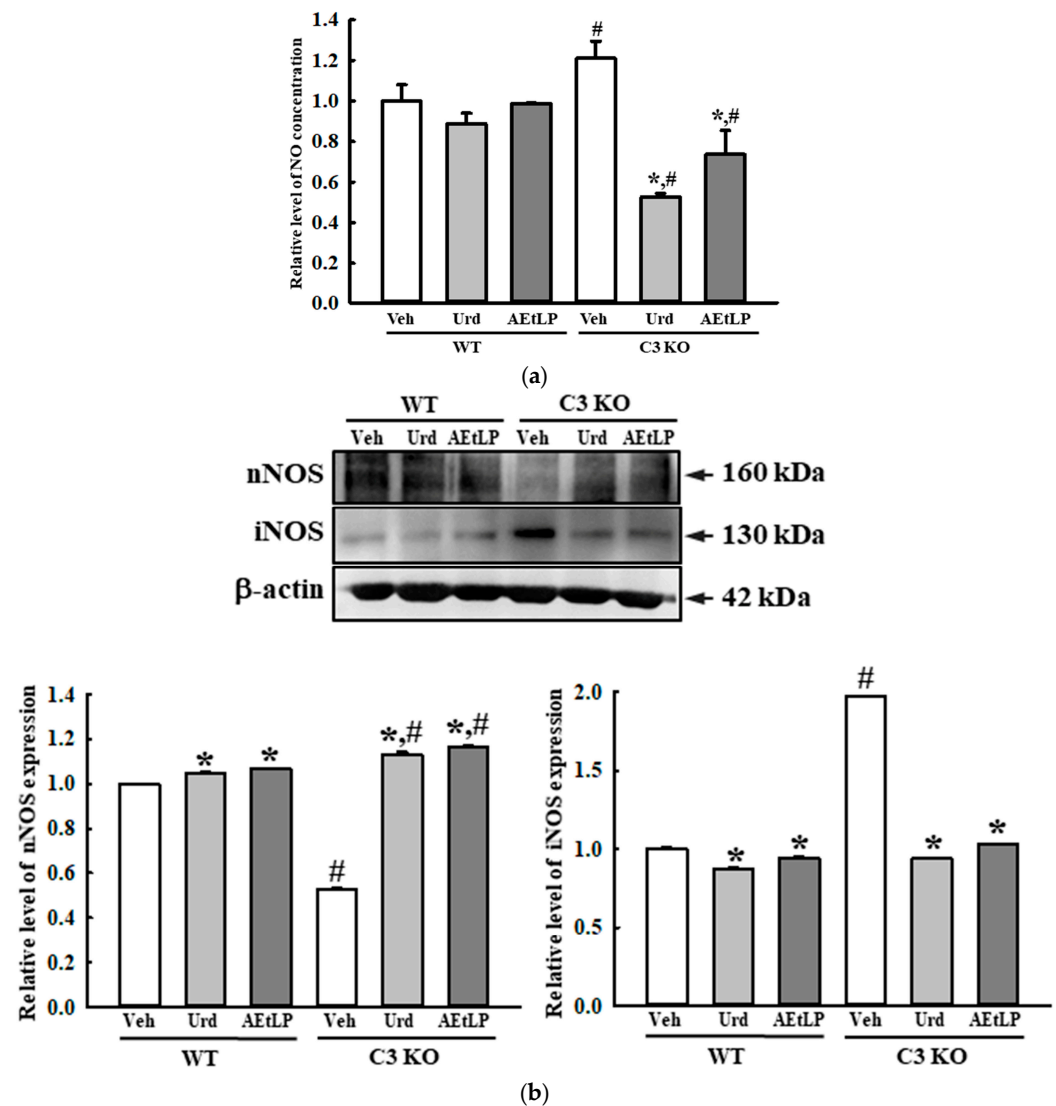 Relative level of NO concentration
1.4
1.2
1.0
0.8
0.6
0.4
0.2
0.0
#
*,#
*,#
Veh Urd AEtLP Veh Urd AEtLP
WT C3 KO
(a)
WT C3 KO
Veh Urd AEtLP Veh Urd AEtLP
nNOS 160 kDa
iNOS 130 kDa
β-actin 42 kDa
Relative level of nNOS expression
1.4
1.2
1.0
0.8
0.6
0.4
0.2
0.0
* * # *,# *,#
Veh Urd AEtLP Veh Urd AEtLP
WT C3 KO
Relative level of iNOS expression
2.0
1.5
1.0
0.5
0.0
* * # * *
Veh Urd AEtLP Veh Urd AEtLP
WT C3 KO
(b)